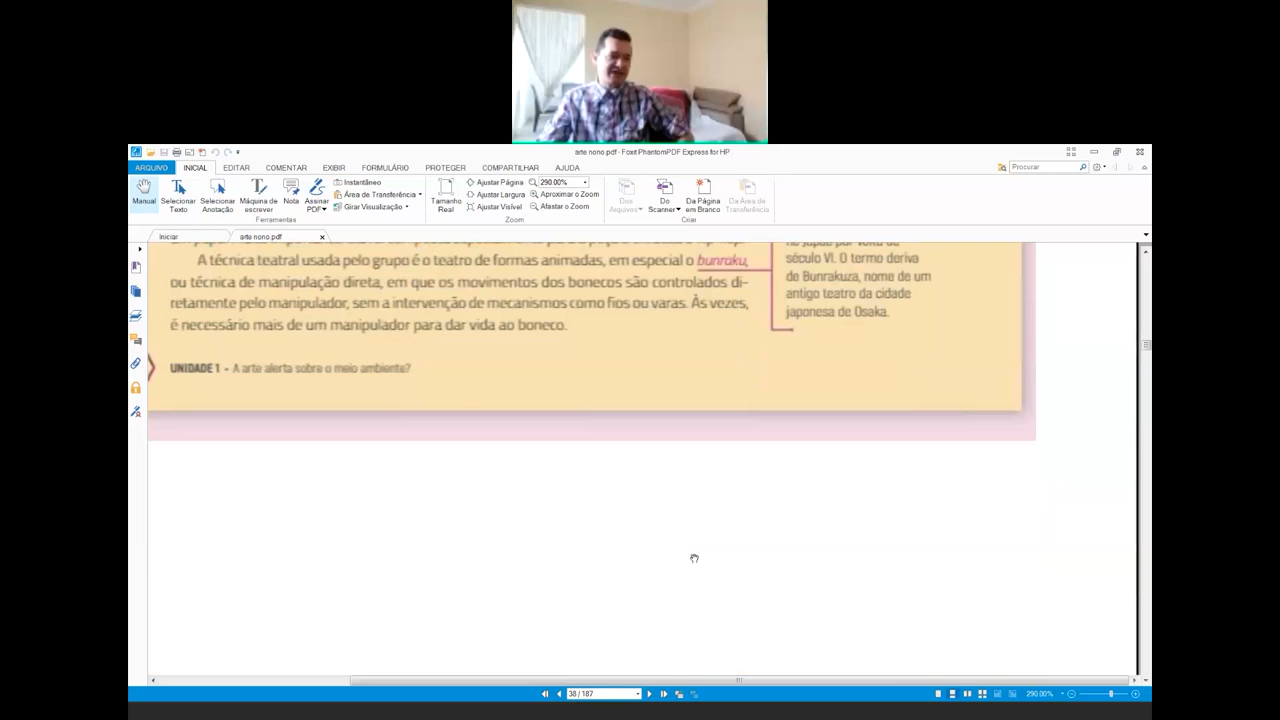 arte nono.pdf - Foxit PhantomPDF Express for HP
ARQUIVO INICIAL EDITAR COMENTAR EXIBIR FORMULÁRIO PROTEGER COMPARTILHAR AJUDA
Procurar
Manual
Selecionar Texto
Selecionar Anotação
Máquina de escrever
Nota
Assinar PDF
Instantâneo
Área de Transferência
Girar Visualização
Ferramentas
Tamanho Real
Ajustar Página
Ajustar Largura
Ajustar Visível
290.00%
Aproximar o Zoom
Afastar o Zoom
Zoom
Dos Arquivos
Do Scanner
Da Página em Branco
Da Área de Transferência
Criar
Iniciar
arte nono.pdf
A técnica teatral usada pelo grupo é o teatro de formas animadas, em especial o bunraku,
ou técnica de manipulação direta, em que os movimentos dos bonecos são controlados di-
retamente pelo manipulador, sem a intervenção de mecanismos como fios ou varas. Às vezes,
é necessário mais de um manipulador para dar vida ao boneco.
no Japão por volta do
século VI. O termo deriva
de Bunrakuza, nome de um
antigo teatro da cidade
japonesa de Osaka.
UNIDADE 1 - A arte alerta sobre o meio ambiente?
38 / 187
290.00%